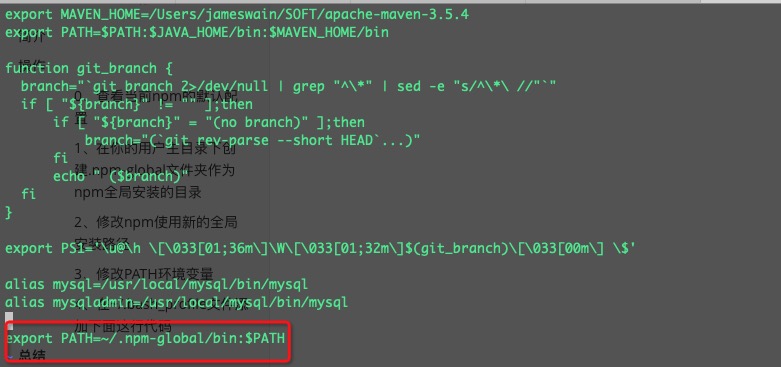 export MAVEN_HOME=/Users/jameswain/SOFT/apache-maven-3.5.4
export PATH=$PATH:$JAVA_HOME/bin:$MAVEN_HOME/bin
操作
function git_branch {
branch="`git branch 2>/dev/null | grep "^\*" | sed -e "s/^\*\ //"`"
0、查看当前npm的默认配置
if [ "${branch}" != "" ];then
if [ "${branch}" = "(no branch)" ];then
branch="(`git rev-parse --short HEAD`...)"
1、在你的用户主目录下创
fi
建.npm-global文件夹作为
echo " ($branch)"
npm全局安装的目录
fi
}
2、修改npm使用新的全局
安装路径
export PS1='\u@\h \[\033[01;36m\]\W\[\033[01;32m\]$(git_branch)\[\033[00m\] \$'
3、修改PATH环境变量
alias mysql=/usr/local/mysql/bin/mysql
alias mysqladmin=/usr/local/mysql/bin/mysql
加下面这行代码
export PATH=~/.npm-global/bin:$PATH
总结